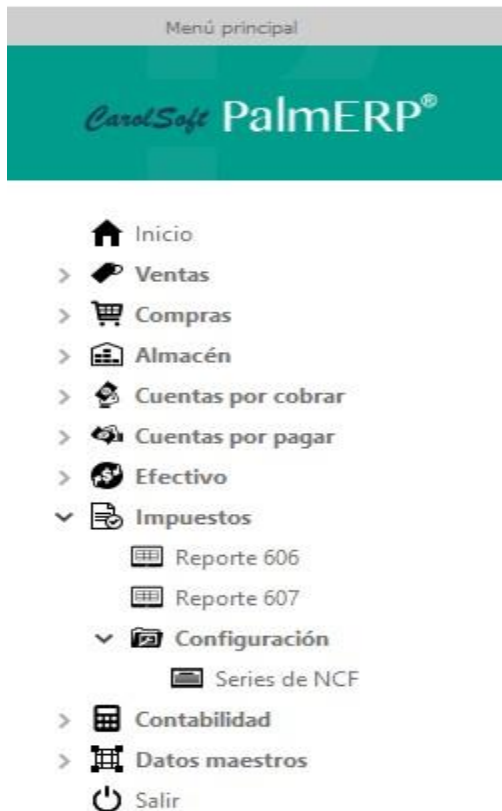 Menú principal
CarolSoft PalmERP®
Inicio
Ventas
Compras
Almacén
Cuentas por cobrar
Cuentas por pagar
Efectivo
Impuestos
Reporte 606
Reporte 607
Configuración
Series de NCF
Contabilidad
Datos maestros
Salir